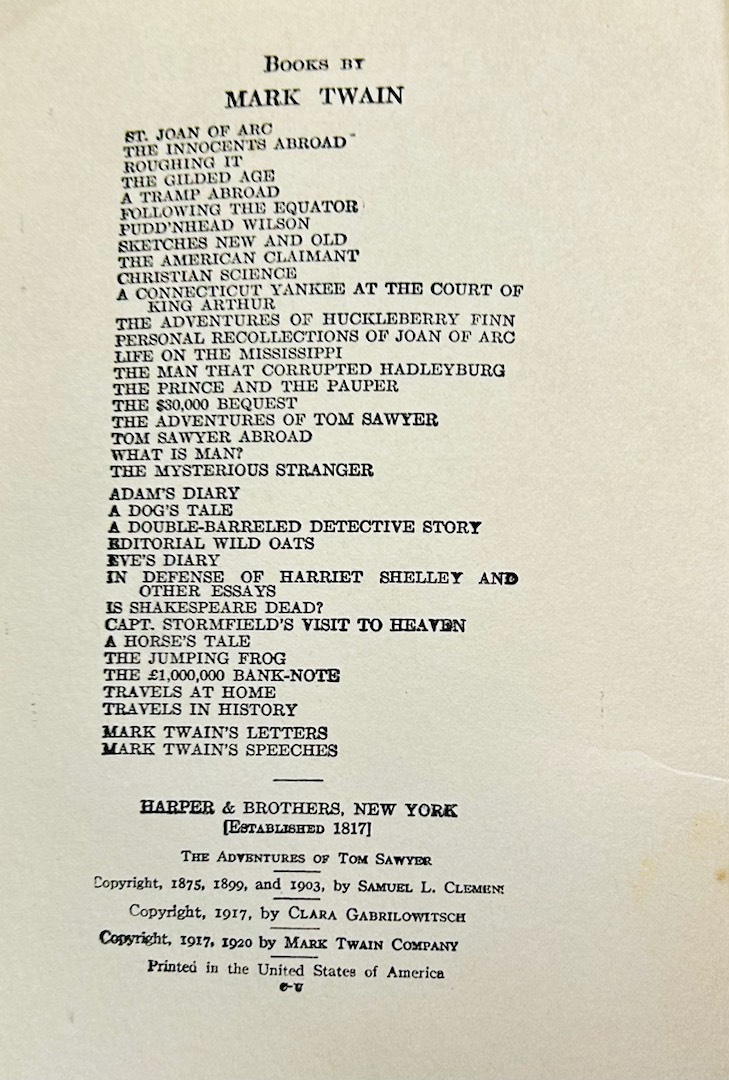 BOOKS BY
MARK TWAIN
ST. JOAN OF ARC
THE INNOCENTS ABROAD
ROUGHING IT
THE GILDED AGE
A TRAMP ABROAD
FOLLOWING THE EQUATOR
PUDD'NHEAD WILSON
SKETCHES NEW AND OLD
THE AMERICAN CLAIMANT
CHRISTIAN SCIENCE
A CONNECTICUT YANKEE AT THE COURT OF
KING ARTHUR
THE ADVENTURES OF HUCKLEBERRY FINN
PERSONAL RECOLLECTIONS OF JOAN OF ARC
LIFE ON THE MISSISSIPPI
THE MAN THAT CORRUPTED HADLEYBURG
THE PRINCE AND THE PAUPER
THE $30,000 BEQUEST
THE ADVENTURES OF TOM SAWYER
TOM SAWYER ABROAD
WHAT IS MAN?
THE MYSTERIOUS STRANGER
ADAM'S DIARY
A DOG'S TALE
A DOUBLE-BARRELED DETECTIVE STORY
EDITORIAL WILD OATS
EVE'S DIARY
IN DEFENSE OF HARRIET SHELLEY AND
OTHER ESSAYS
IS SHAKESPEARE DEAD?
CAPT. STORMFIELD'S VISIT TO HEAVEN
A HORSE'S TALE
THE JUMPING FROG
THE £1,000,000 BANK-NOTE
TRAVELS AT HOME
TRAVELS IN HISTORY
MARK TWAIN'S LETTERS
MARK TWAIN'S SPEECHES
HARPER & BROTHERS, NEW YORK
[ESTABLISHED 1817]
THE ADVENTURES OF TOM SAWYER
Copyright, 1875, 1899, and 1903, by SAMUEL L. CLEMENS
Copyright, 1917, by CLARA GABRILOWITSCH
Copyright, 1917, 1920 by MARK TWAIN COMPANY
Printed in the United States of America
C-U